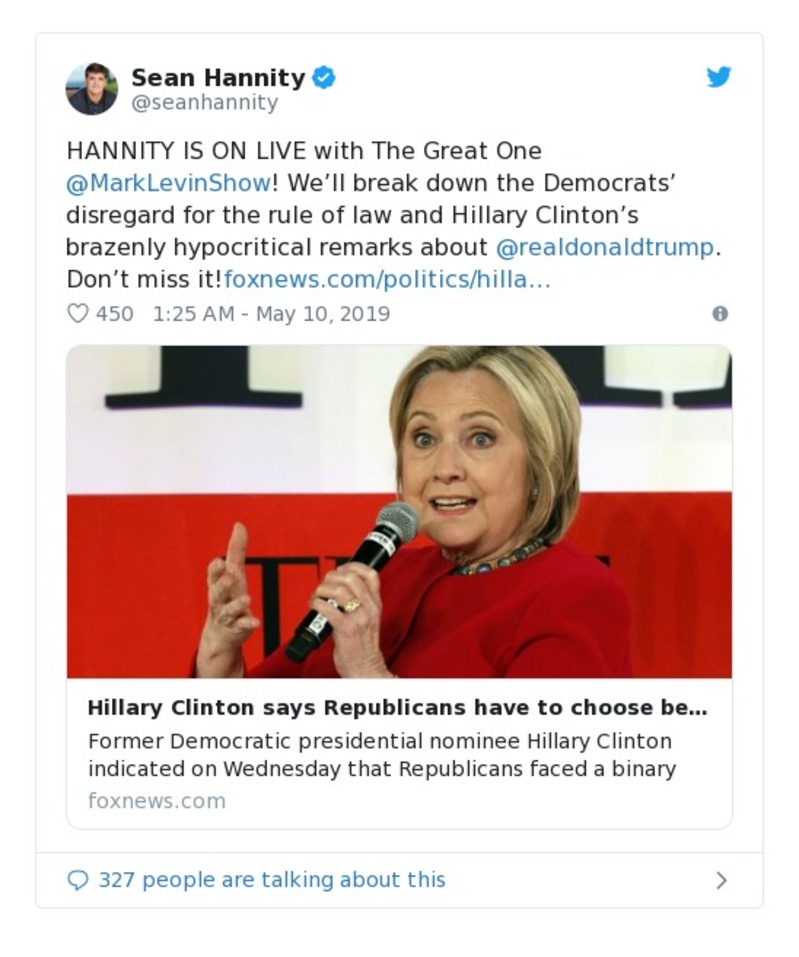 Sean Hannity
@seanhannity
HANNITY IS ON LIVE with The Great One
@MarkLevinShow! We’ll break down the Democrats’
disregard for the rule of law and Hillary Clinton’s
brazenly hypocritical remarks about @realdonaldtrump.
Don’t miss it!foxnews.com/politics/hilla…
450 1:25 AM - May 10, 2019
Hillary Clinton says Republicans have to choose be…
Former Democratic presidential nominee Hillary Clinton
indicated on Wednesday that Republicans faced a binary
foxnews.com
327 people are talking about this